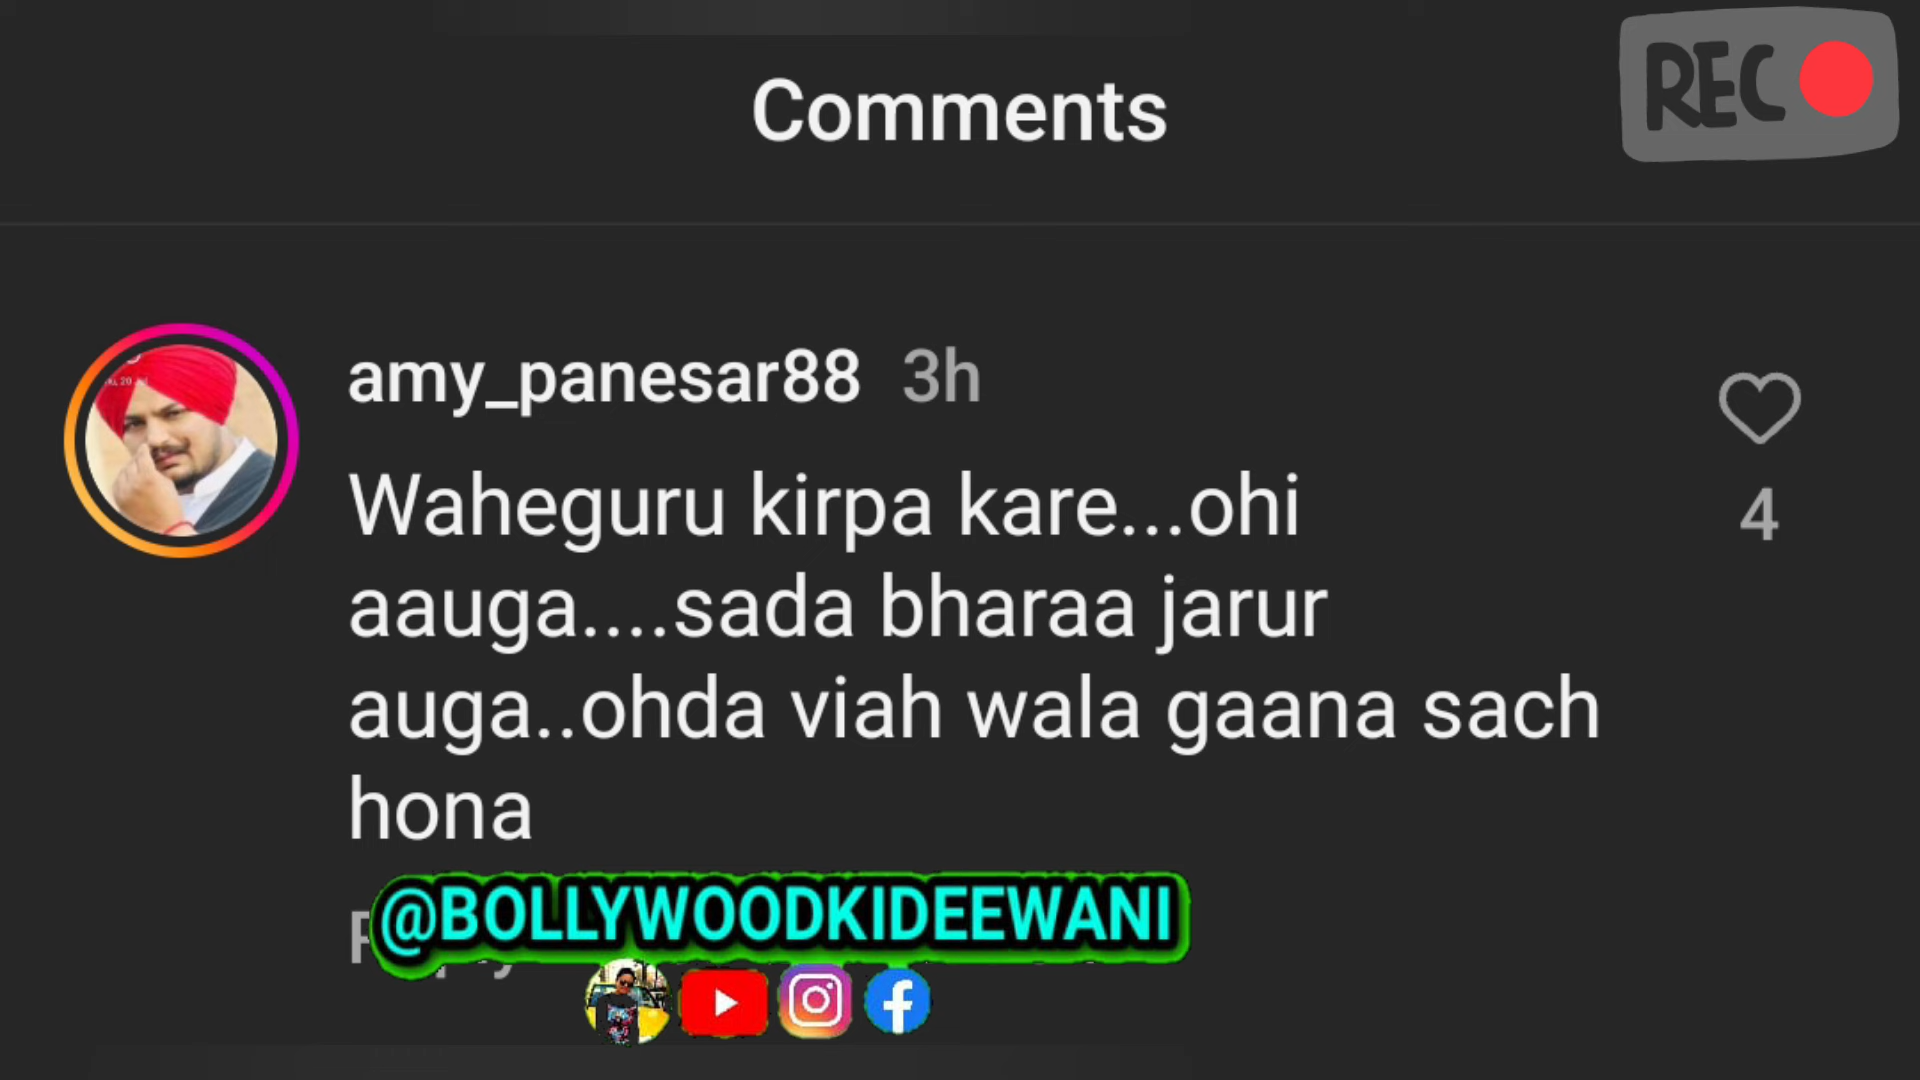 Comments
REC
amy_panesar88 3h
Waheguru kirpa kare...ohi
aauga....sada bharaa jarur
auga..ohda viah wala gaana sach
hona
4
@BOLLYWOODKIDEEWANI